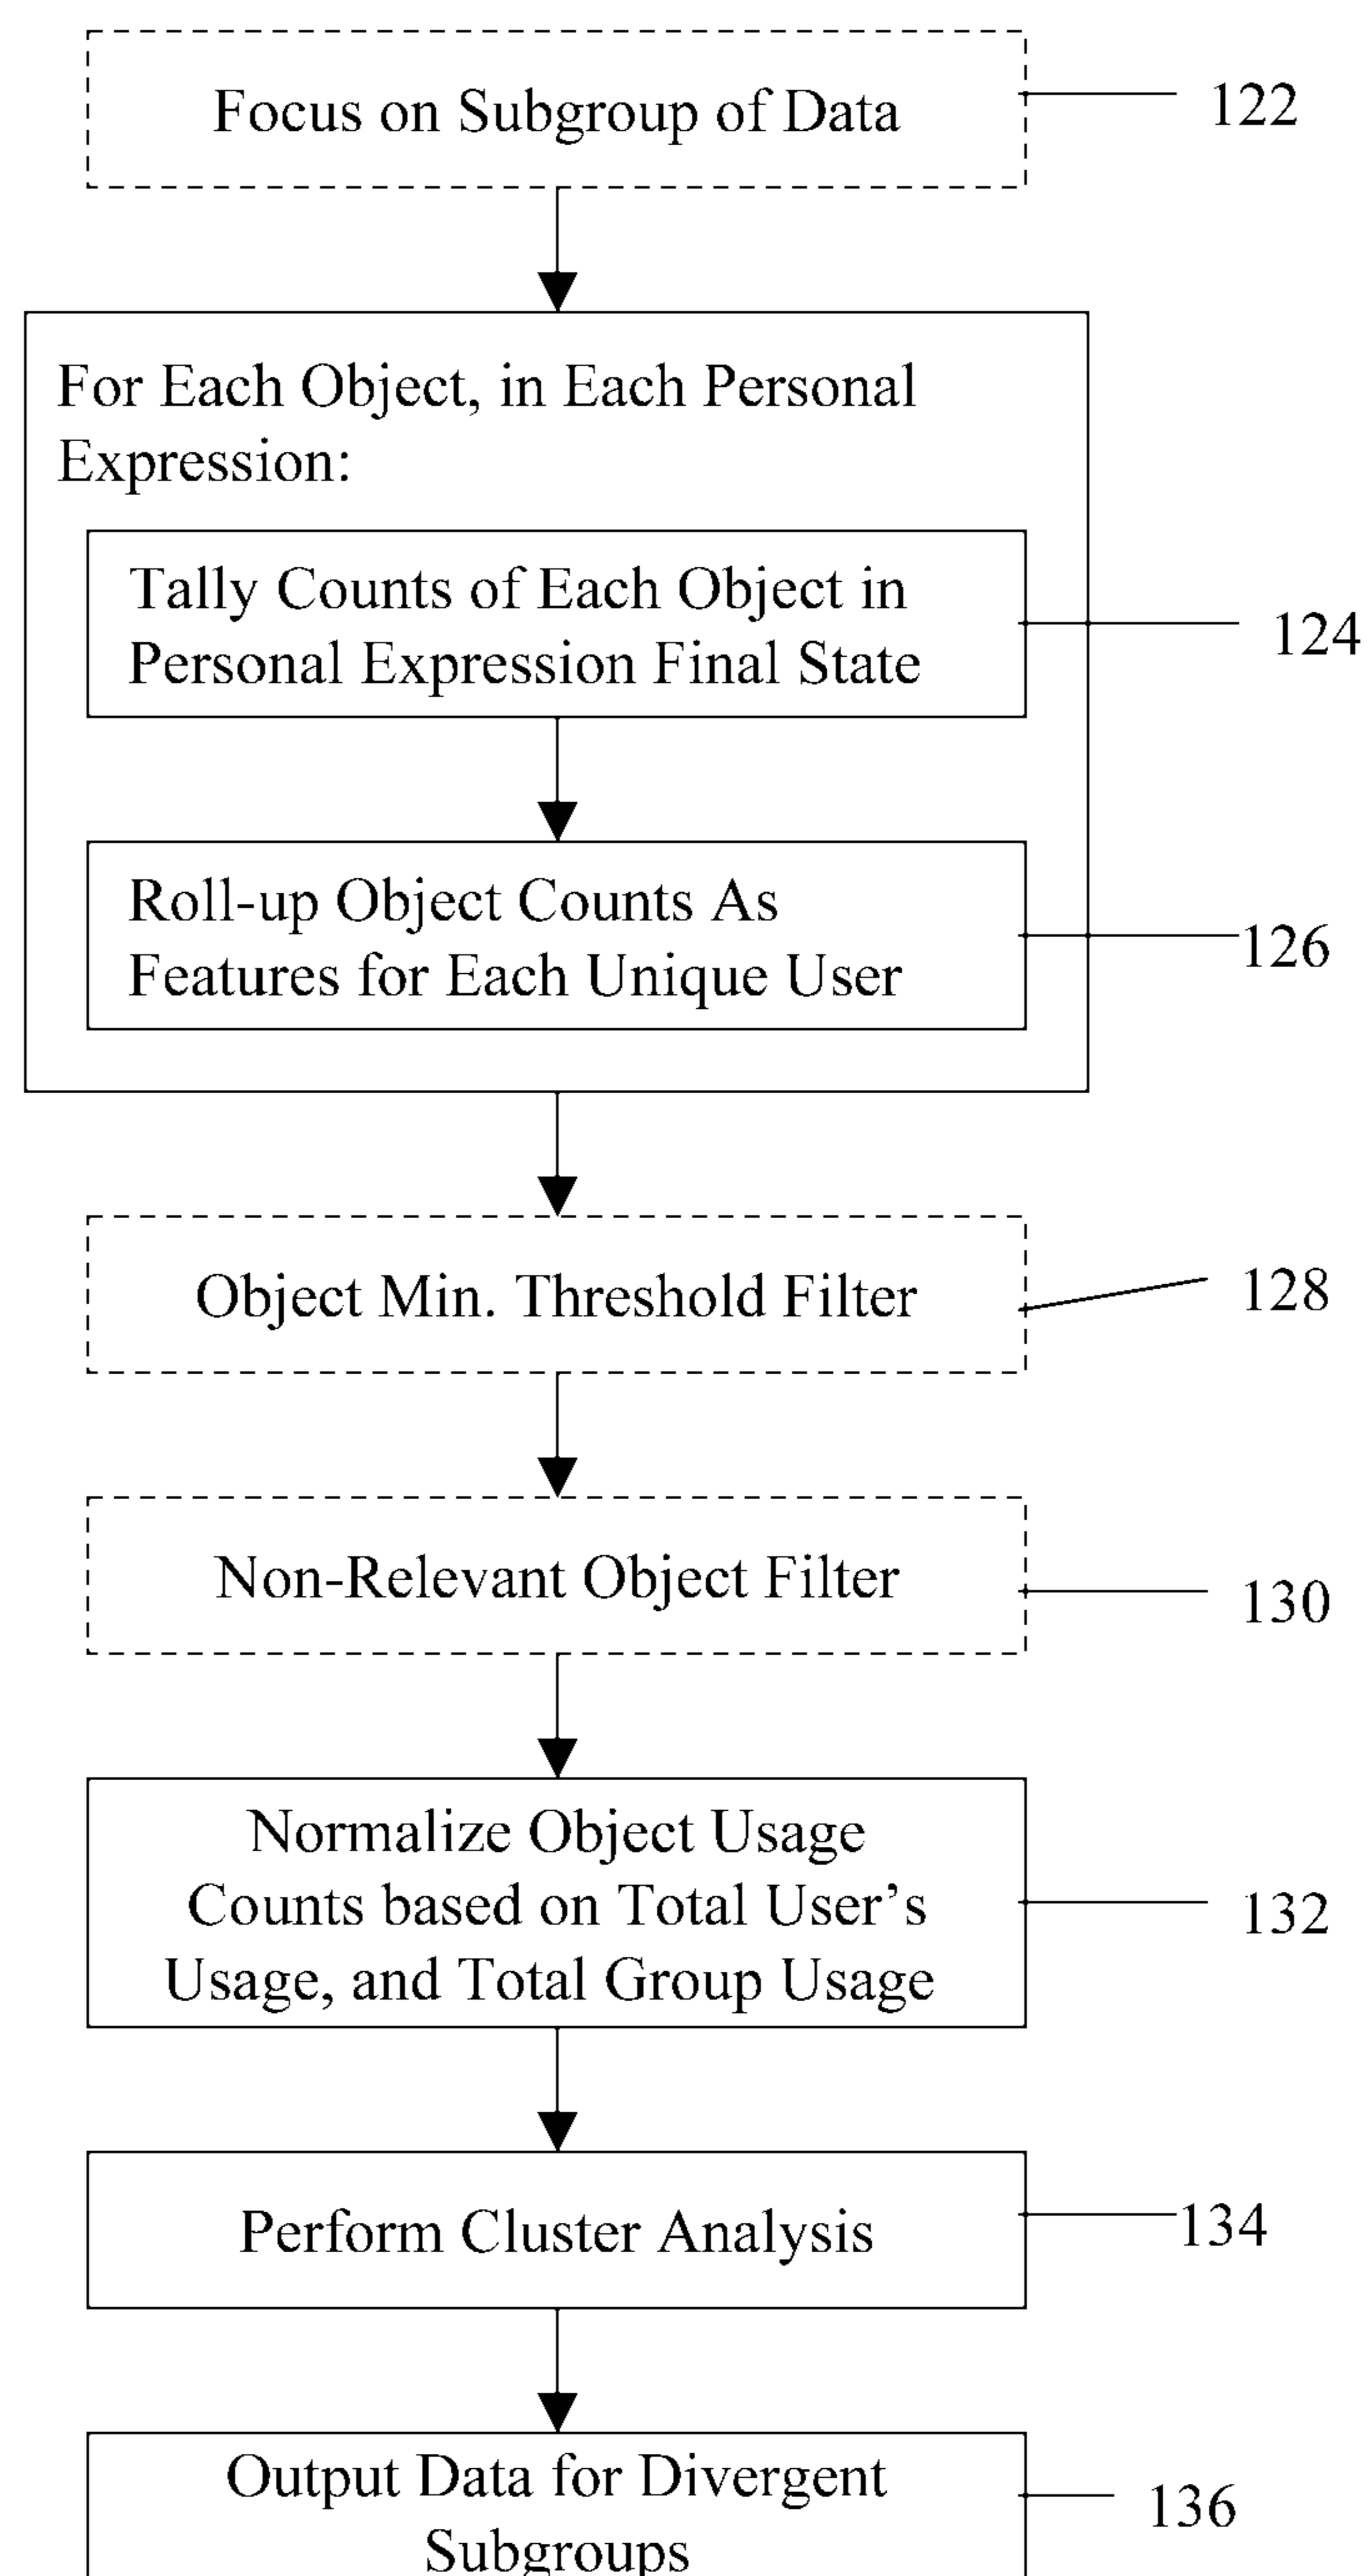 Focus on Subgroup of Data
122
For Each Object, in Each Personal
Expression:
Tally Counts of Each Object in
Personal Expression Final State
124
Roll-up Object Counts As
Features for Each Unique User
126
Object Min. Threshold Filter
128
Non-Relevant Object Filter
130
Normalize Object Usage
Counts based on Total User’s
Usage, and Total Group Usage
132
Perform Cluster Analysis
134
Output Data for Divergent
Subgroups
136